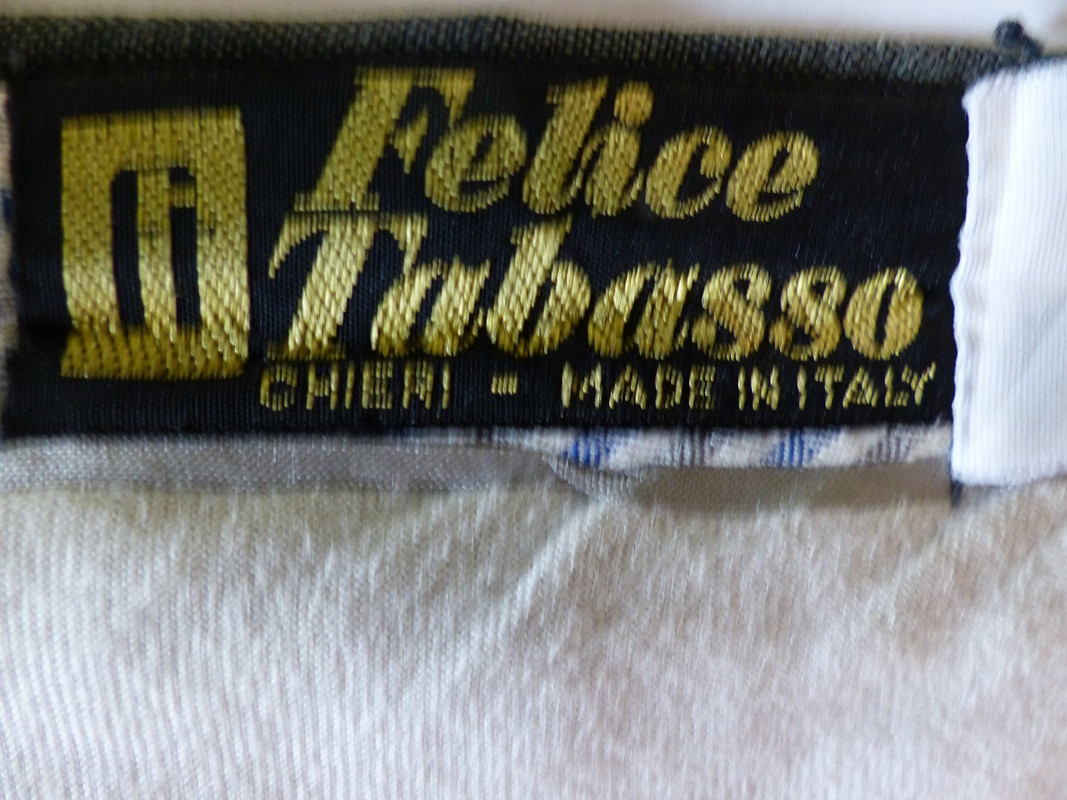 Felice
Tabasso
CHIERI - MADE IN ITALY